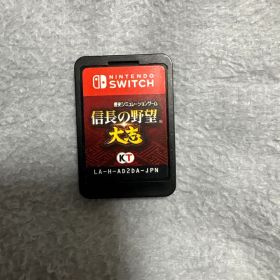 NINTENDO
SWITCH
歴史シミュレーションゲーム
信長の野望
大志
KT
LA-H-AD2DA-JPN